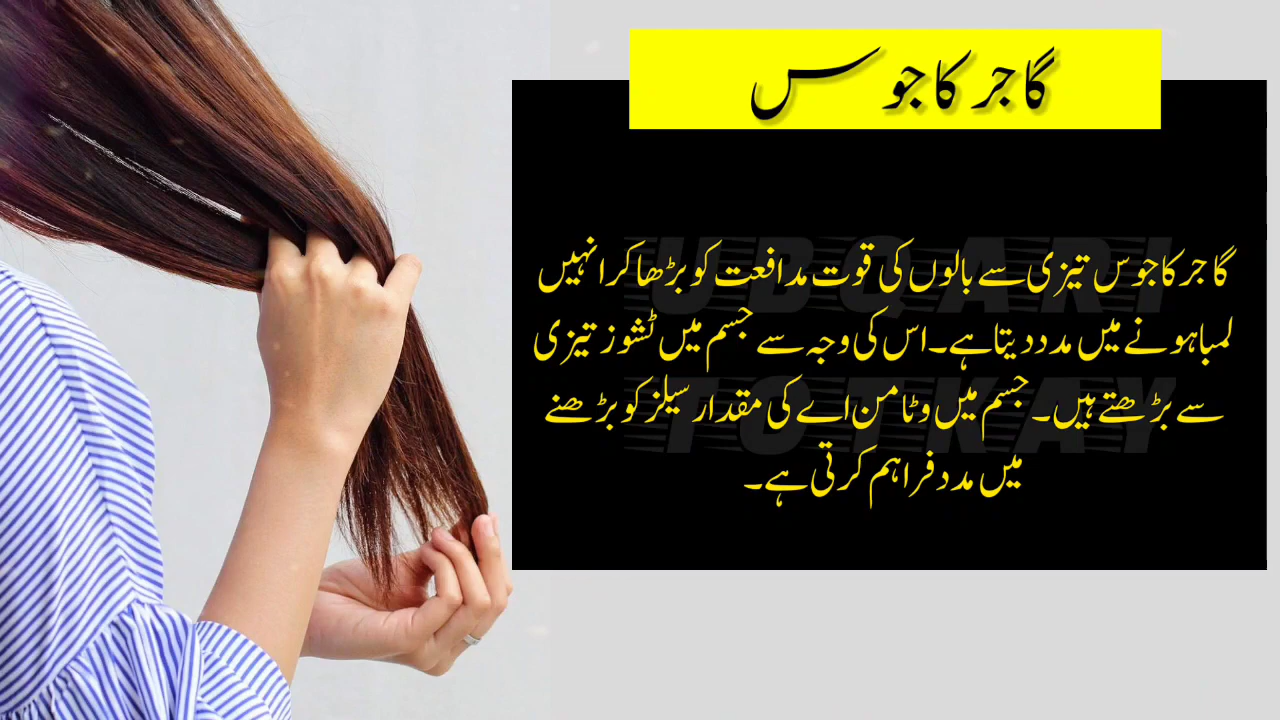 گاجر کا جوس
گاجر کا جوس تیزی سے بالوں کی قوت مدافعت کو بڑھا کر انہیں
لمبا ہونے میں مدد دیتا ہے۔ اس کی وجہ سے جسم میں ٹشوز تیزی
سے بڑھتے ہیں۔ جسم میں وٹامن اے کی مقدار سیلز کو بڑھنے
میں مدد فراہم کرتی ہے۔
UBQARI
TOTKAY